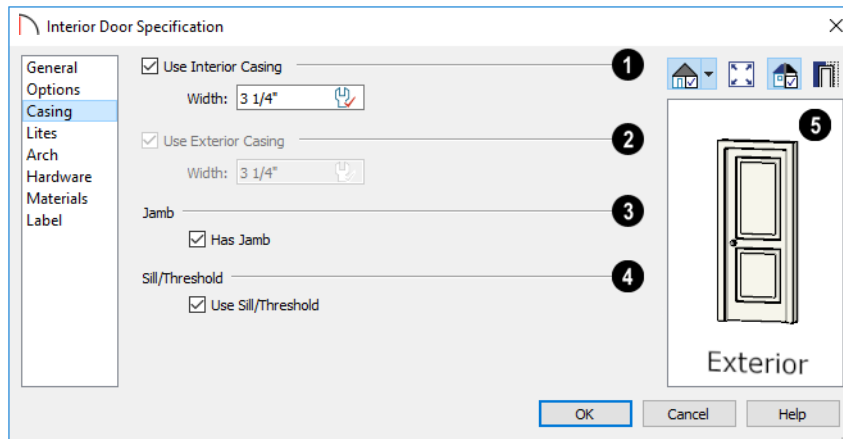 Interior Door Specification
General
Options
Casing
Lites
Arch
Hardware
Materials
Label
Use Interior Casing
1
Width: 3 1/4"
Use Exterior Casing
2
Width: 3 1/4"
Jamb
3
Has Jamb
Sill/Threshold
4
Use Sill/Threshold
5
Exterior
OK
Cancel
Help